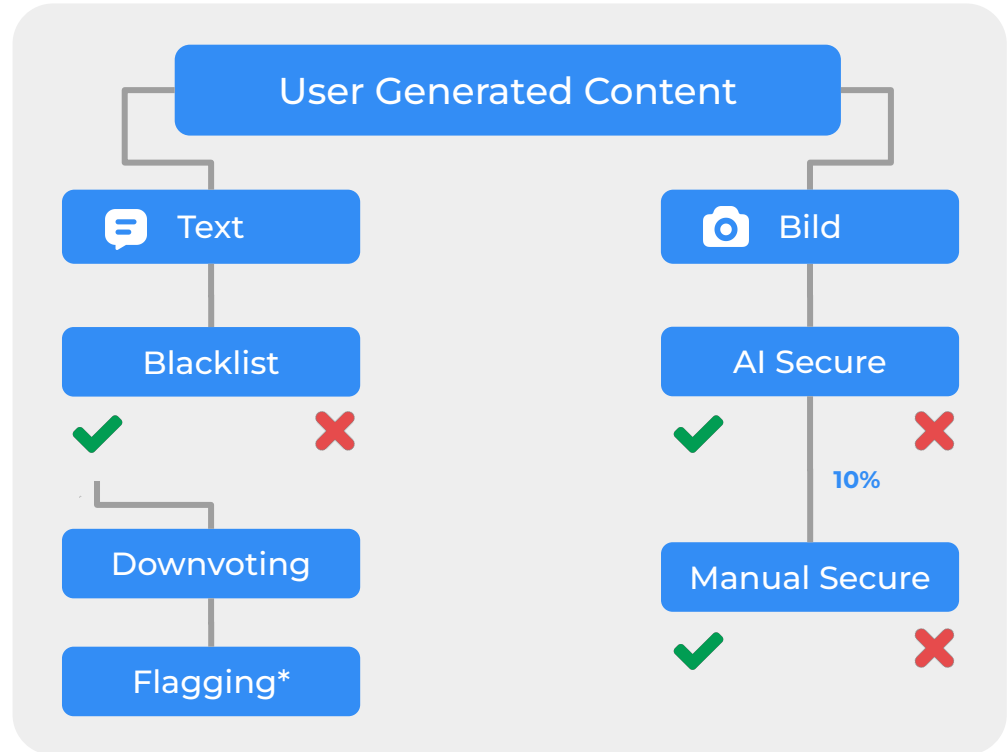 User Generated Content
Text
Bild
Blacklist
AI Secure
10%
Downvoting
Manual Secure
Flagging*